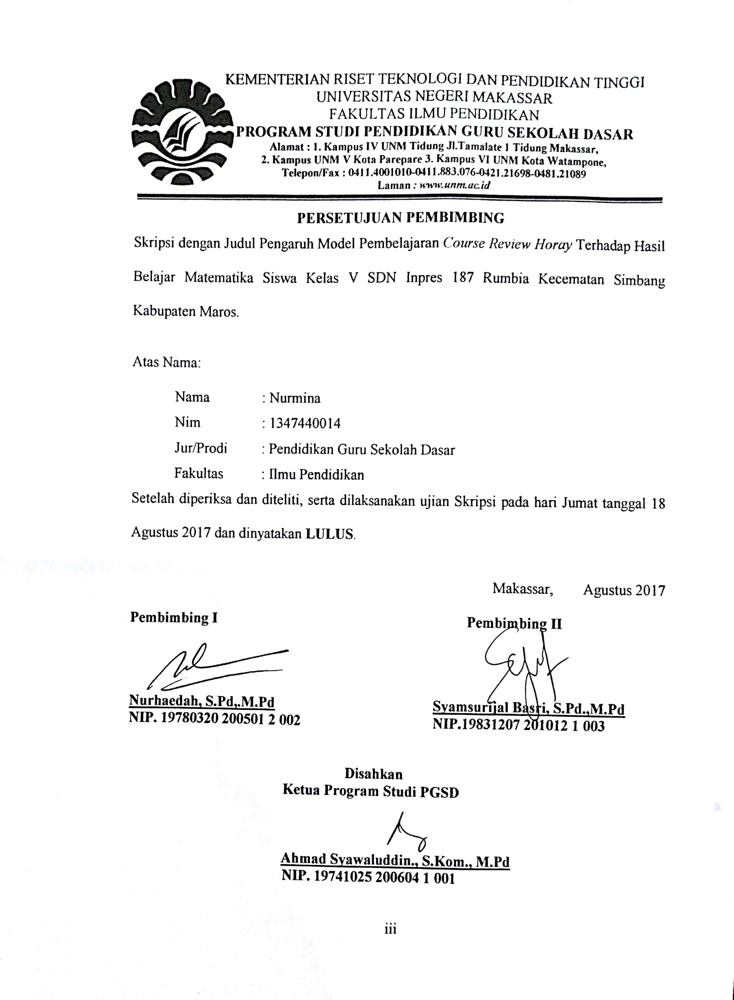 KEMENTERIAN RISET TEKNOLOGI DAN PENDIDIKAN TINGGI
UNIVERSITAS NEGERI MAKASSAR
FAKULTAS ILMU PENDIDIKAN
PROGRAM STUDI PENDIDIKAN GURU SEKOLAH DASAR
Alamat : 1. Kampus IV UNM Tidung Jl.Tamalate 1 Tidung Makassar,
2. Kampus UNM V Kota Parepare 3. Kampus VI UNM Kota Watampone,
Telepon/Fax : 0411.4001010-0411.883.076-0421.21698-0481.21089
Laman : www.unm.ac.id
PERSETUJUAN PEMBIMBING
Skripsi dengan Judul Pengaruh Model Pembelajaran Course Review Horay Terhadap Hasil
Belajar Matematika Siswa Kelas V SDN Inpres 187 Rumbia Kecematan Simbang
Kabupaten Maros.
Atas Nama:
Nama : Nurmina
Nim : 1347440014
Jur/Prodi : Pendidikan Guru Sekolah Dasar
Fakultas : Ilmu Pendidikan
Setelah diperiksa dan diteliti, serta dilaksanakan ujian Skripsi pada hari Jumat tanggal 18
Agustus 2017 dan dinyatakan LULUS.
Makassar, Agustus 2017
Pembimbing I
Nurhaedah, S.Pd,.M.Pd
NIP. 19780320 200501 2 002
Pembimbing II
Syamsurijal Basri, S.Pd.,M.Pd
NIP.19831207 201012 1 003
Disahkan
Ketua Program Studi PGSD
Ahmad Syawaluddin., S.Kom., M.Pd
NIP. 19741025 200604 1 001
iii